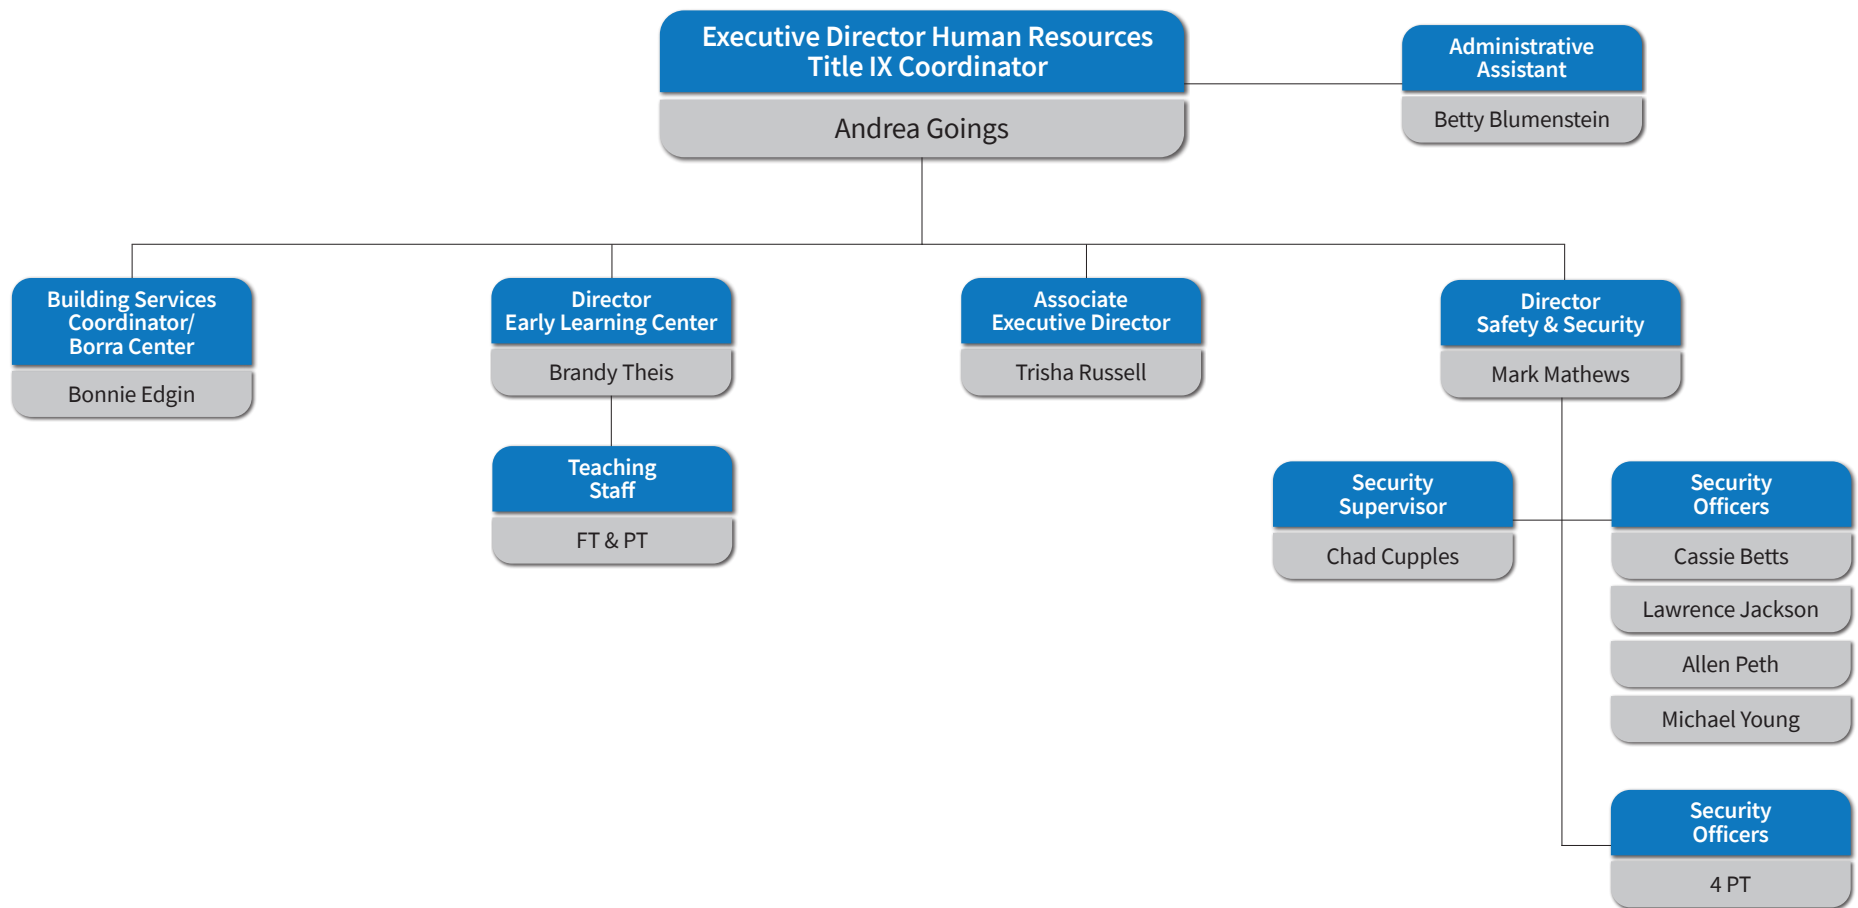 Executive Director Human Resources
Title IX Coordinator
Andrea Goings
Administrative
Assistant
Betty Blumenstein
Building Services
Coordinator/
Borra Center
Bonnie Edgin
Director
Early Learning Center
Brandy Theis
Teaching
Staff
FT & PT
Associate
Executive Director
Trisha Russell
Director
Safety & Security
Mark Mathews
Security
Supervisor
Chad Cupples
Security
Officers
Cassie Betts
Lawrence Jackson
Allen Peth
Michael Young
Security
Officers
4 PT